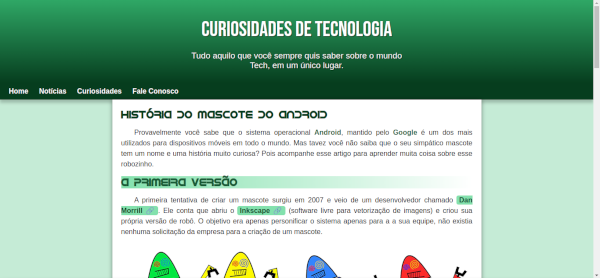 CURIOSIDADES DE TECNOLOGIA
Tudo aquilo que você sempre quis saber sobre o mundo
Tech, em um único lugar.
Home Notícias Curiosidades Fale Conosco
História do Mascote do Android
Provavelmente você sabe que o sistema operacional Android, mantido pelo Google é um dos mais
utilizados para dispositivos móveis em todo o mundo. Mas tavez você não saiba que o seu simpático mascote
tem um nome e uma história muito curiosa? Pois acompanhe esse artigo para aprender muita coisa sobre esse
robozinho.
A primeira versão
A primeira tentativa de criar um mascote surgiu em 2007 e veio de um desenvolvedor chamado Dan
Morrill. Ele conta que abriu o Inkscape (software livre para vetorização de imagens) e criou sua
própria versão de robô. O objetivo era apenas personificar o sistema apenas para a a sua equipe, não existia
nenhuma solicitação da empresa para a criação de um mascote.